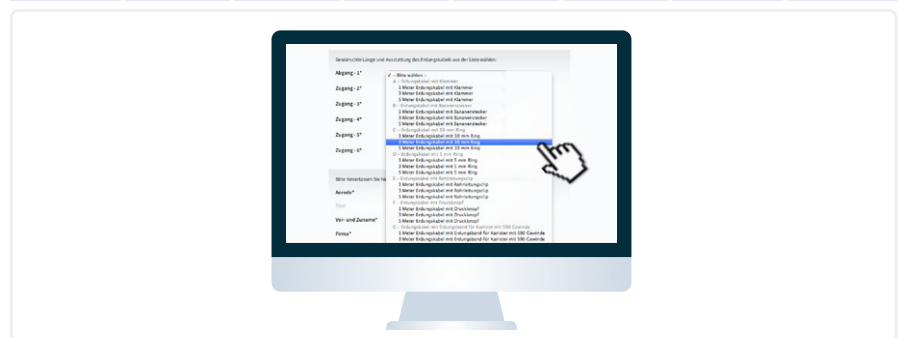 Gewünschte Länge und Ausstattung des Erdungskabels aus der Liste wählen:
Abgang - 1*
✓ - Bitte wählen -
A - Erdungskabel mit Klammer
1 Meter Erdungskabel mit Klammer
3 Meter Erdungskabel mit Klammer
5 Meter Erdungskabel mit Klammer
B - Erdungskabel mit Bananenstecker
1 Meter Erdungskabel mit Bananenstecker
3 Meter Erdungskabel mit Bananenstecker
5 Meter Erdungskabel mit Bananenstecker
C - Erdungskabel mit 10 mm Ring
1 Meter Erdungskabel mit 10 mm Ring
3 Meter Erdungskabel mit 10 mm Ring
5 Meter Erdungskabel mit 10 mm Ring
D - Erdungskabel mit 5 mm Ring
1 Meter Erdungskabel mit 5 mm Ring
3 Meter Erdungskabel mit 5 mm Ring
5 Meter Erdungskabel mit 5 mm Ring
E - Erdungskabel mit Rohrleitungsclip
1 Meter Erdungskabel mit Rohrleitungsclip
3 Meter Erdungskabel mit Rohrleitungsclip
5 Meter Erdungskabel mit Rohrleitungsclip
F - Erdungskabel mit Druckknopf
1 Meter Erdungskabel mit Druckknopf
3 Meter Erdungskabel mit Druckknopf
5 Meter Erdungskabel mit Druckknopf
G - Erdungskabel mit Erdungsband für Kanister mit S90 Gewinde
1 Meter Erdungskabel mit Erdungsband für Kanister mit S90 Gewinde
3 Meter Erdungskabel mit Erdungsband für Kanister mit S90 Gewinde
Zugang - 2*
Zugang - 3*
Zugang - 4*
Zugang - 5*
Zugang - 6*
Bitte hinterlassen Sie
Anrede*
Titel
Vor- und Zuname*
Firma*